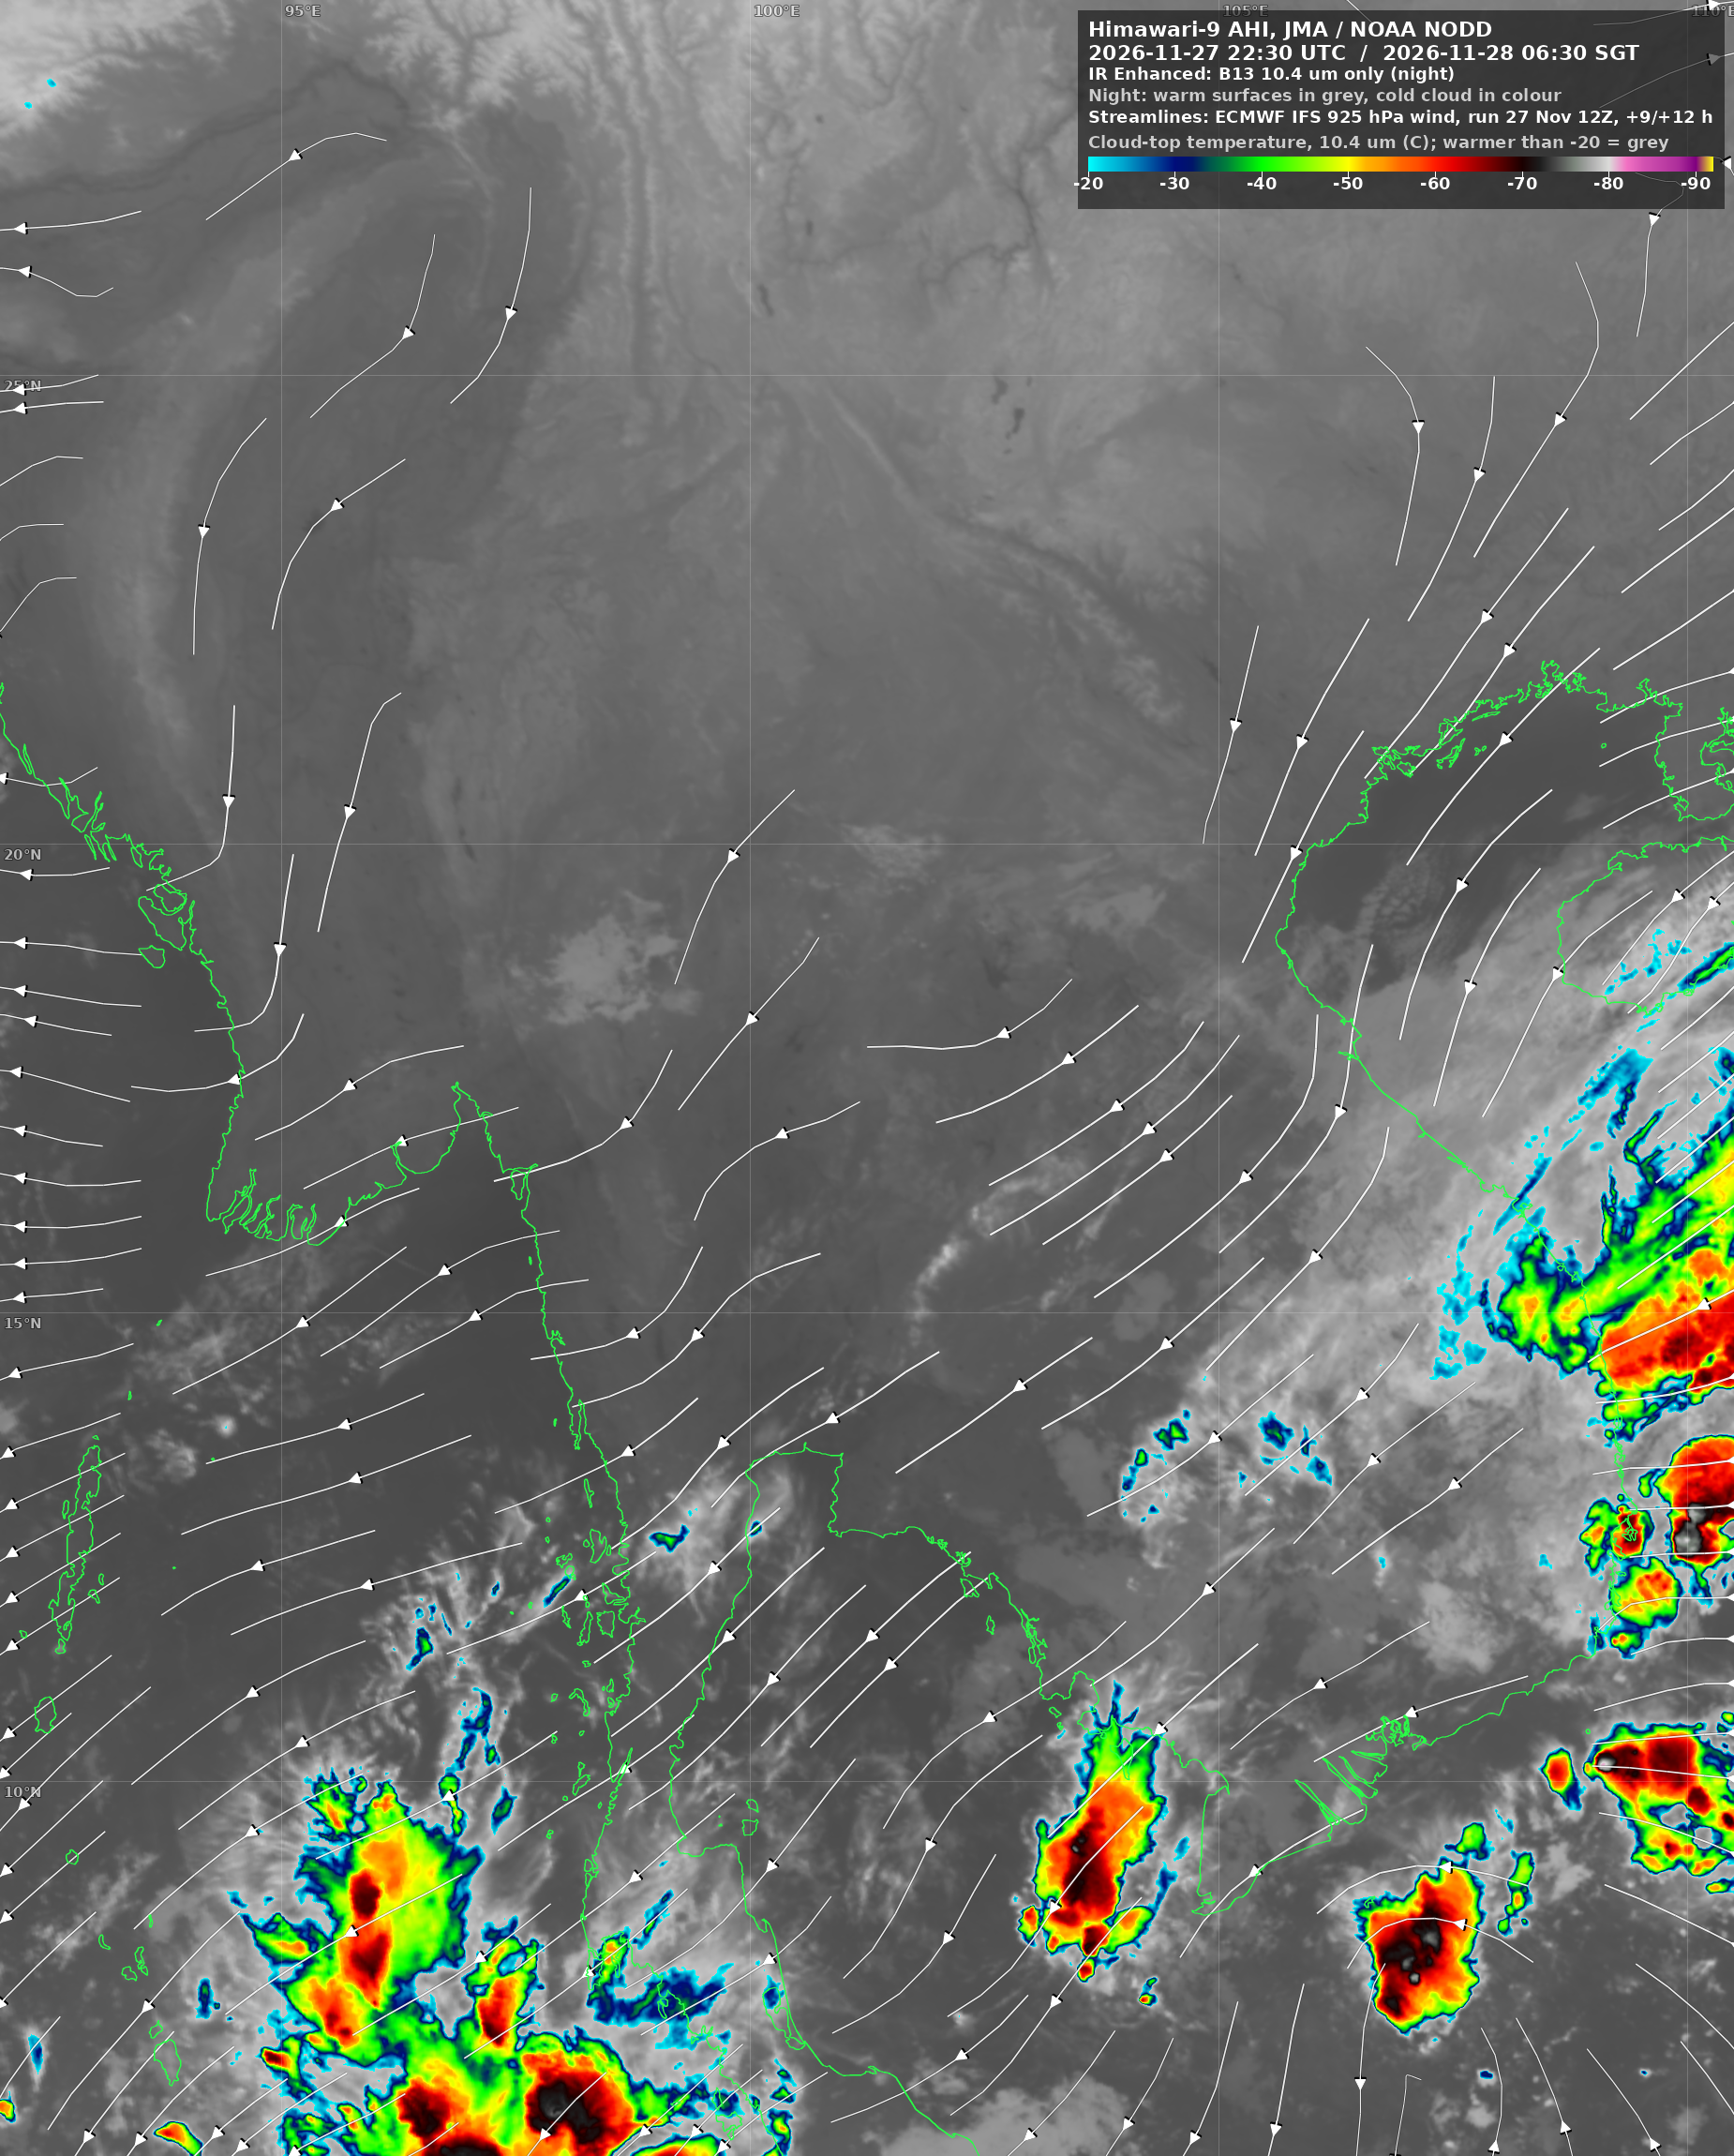 95°E
100°E
105°E
110°E
Himawari-9 AHI, JMA / NOAA NODD
2026-11-27 22:30 UTC / 2026-11-28 06:30 SGT
IR Enhanced: B13 10.4 um only (night)
Night: warm surfaces in grey, cold cloud in colour
Streamlines: ECMWF IFS 925 hPa wind, run 27 Nov 12Z, +9/+12 h
Cloud-top temperature, 10.4 um (C); warmer than -20 = grey
-20 -30 -40 -50 -60 -70 -80 -90
25°N
20°N
15°N
10°N